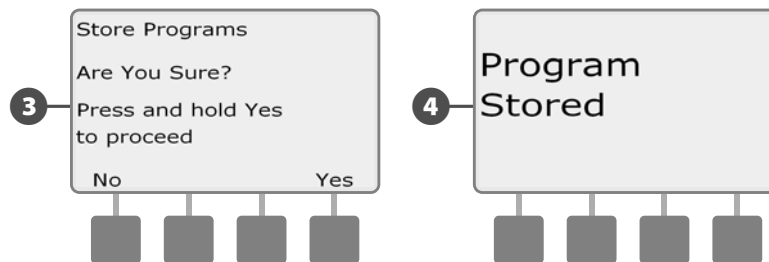 Store Programs
Are You Sure?
3
Press and hold Yes
to proceed
No Yes
4
Program
Stored